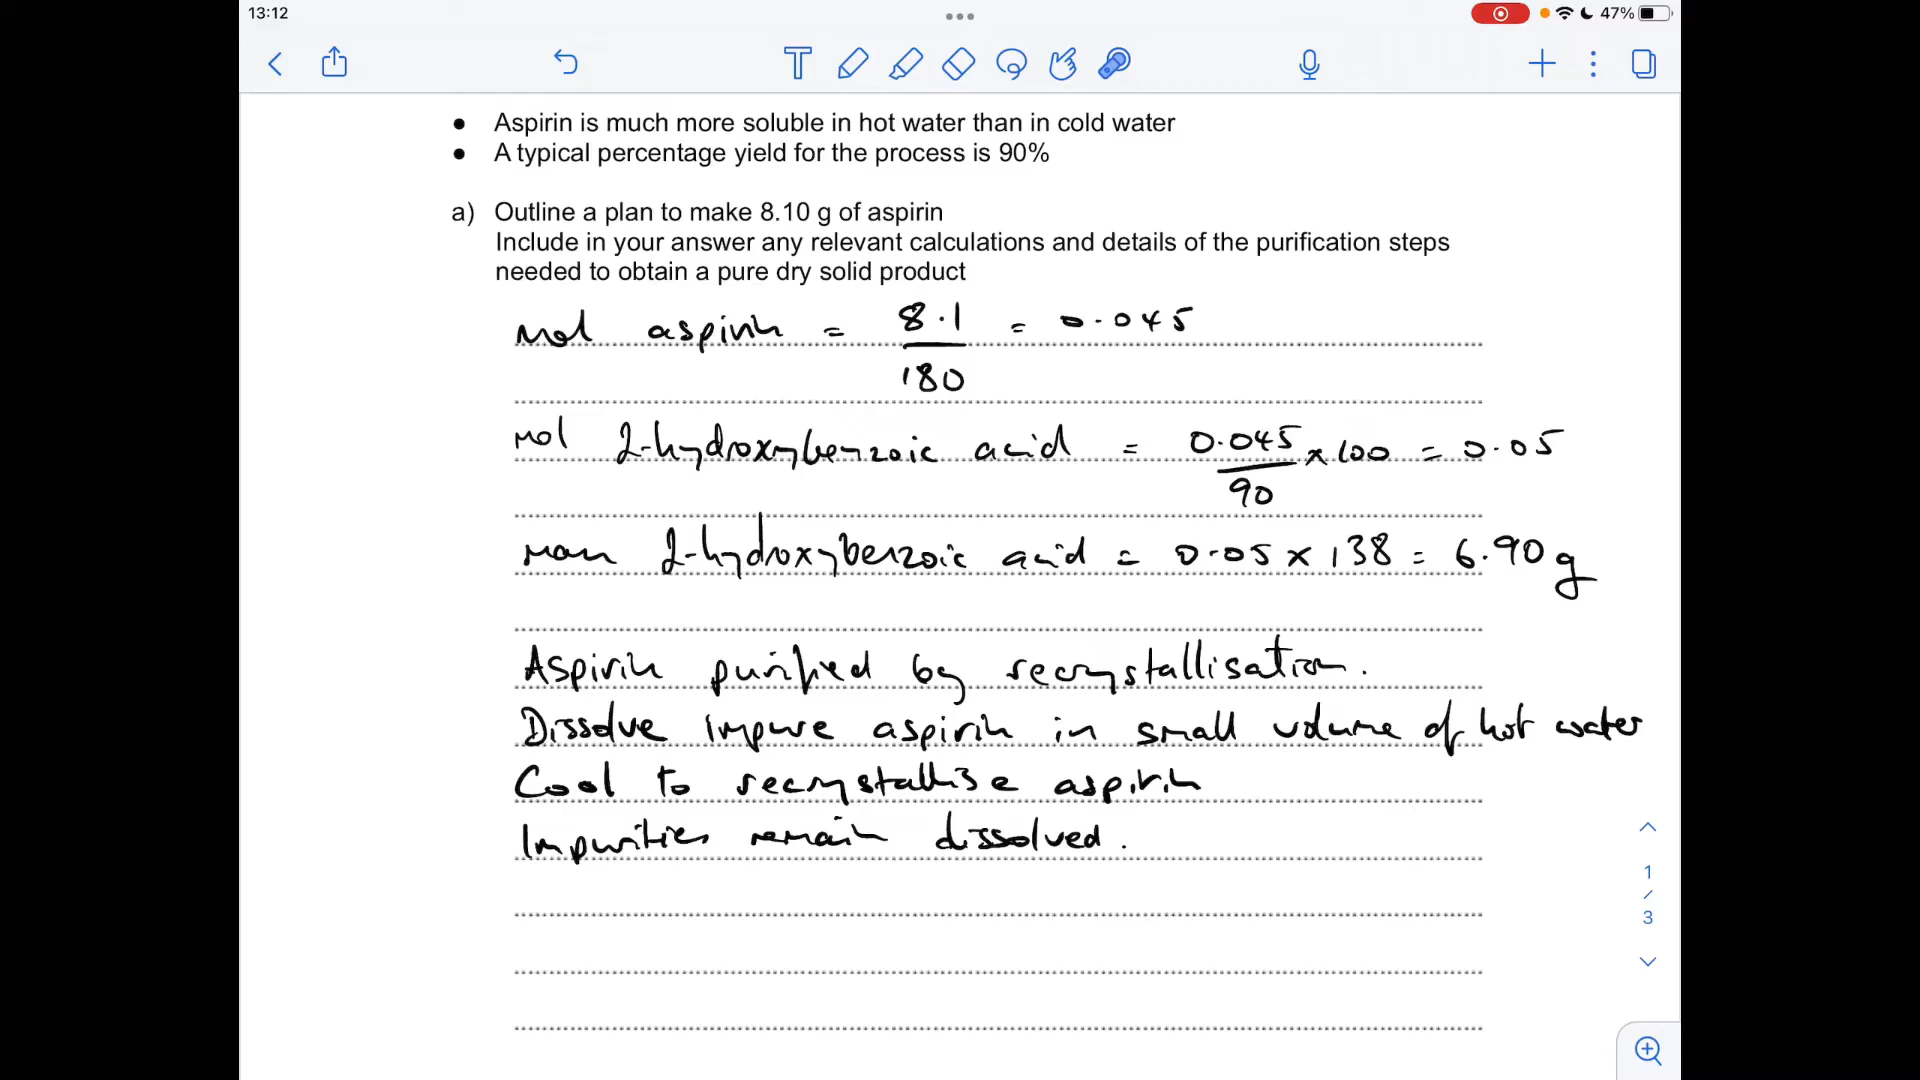 13:12
47%
• Aspirin is much more soluble in hot water than in cold water
• A typical percentage yield for the process is 90%
a) Outline a plan to make 8.10 g of aspirin
Include in your answer any relevant calculations and details of the purification steps
needed to obtain a pure dry solid product
mol aspirin = 8.1 / 180 = 0.045
mol 2-hydroxybenzoic acid = 0.045 / 90 × 100 = 0.05
mass 2-hydroxybenzoic acid = 0.05 × 138 = 6.90 g
Aspirin purified by recrystallisation.
Dissolve impure aspirin in small volume of hot water
Cool to recrystallise aspirin
Impurities remain dissolved.
1
/
3